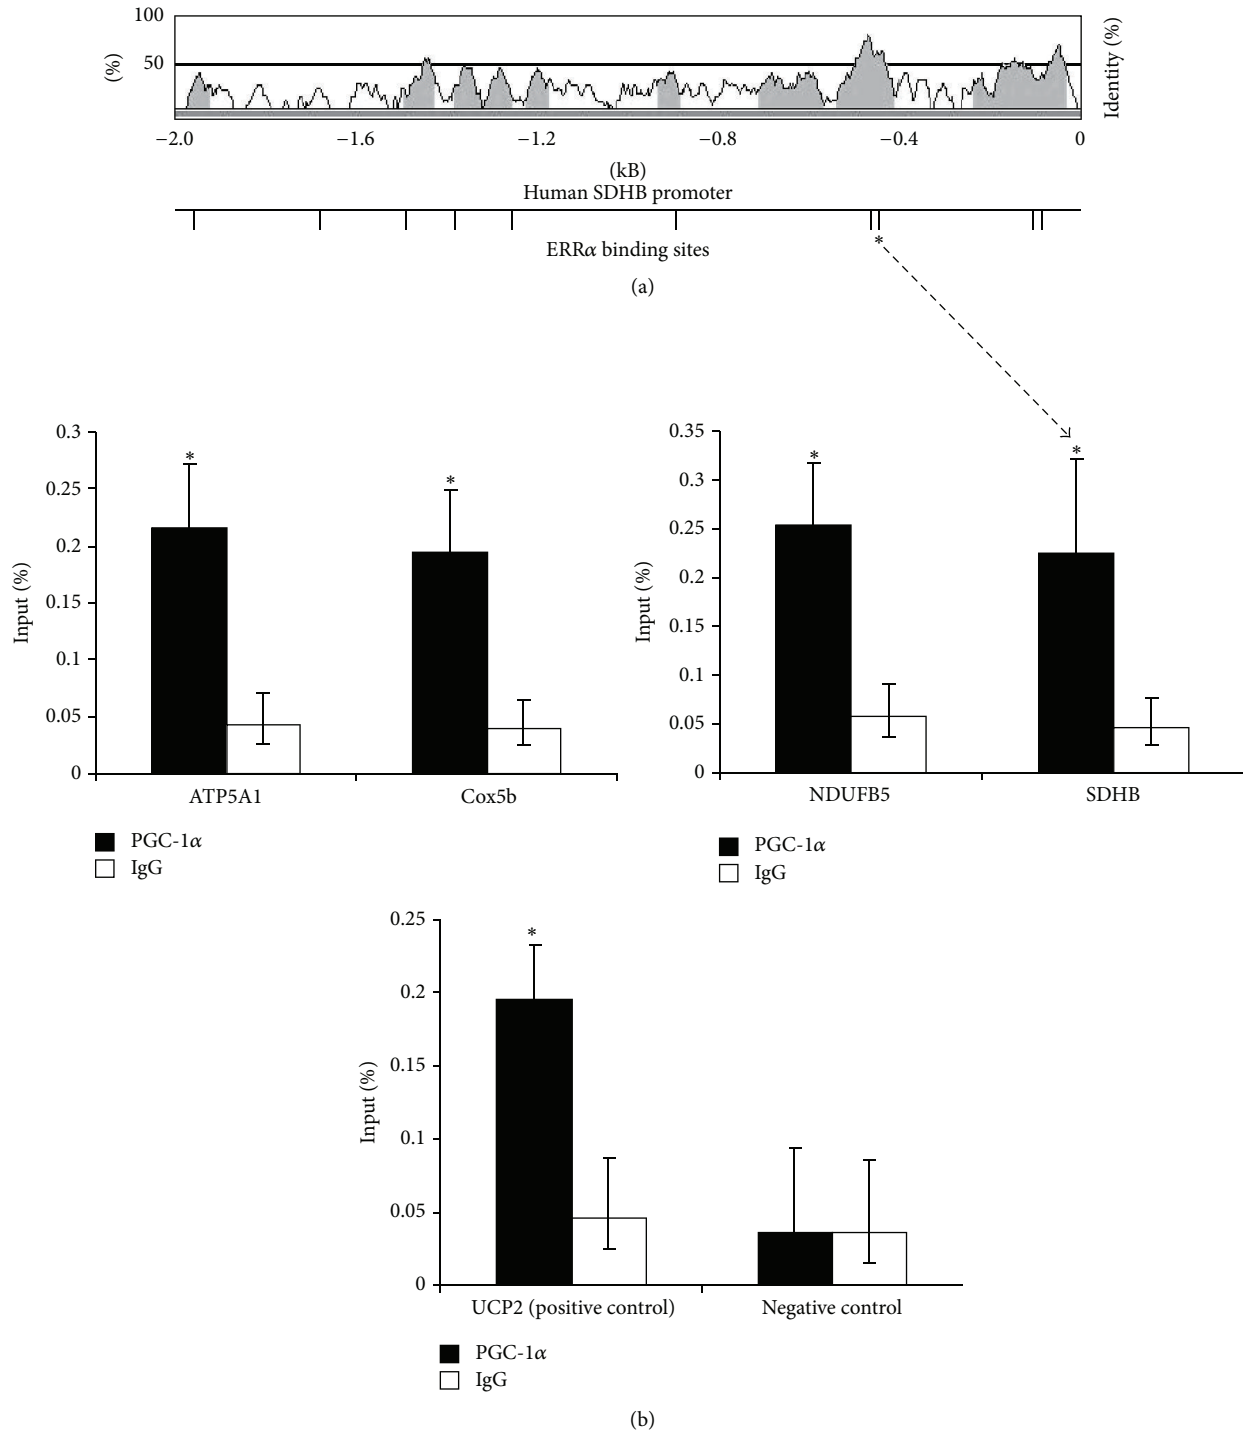 100
50
(%)
Identity (%)
−2.0 −1.6 −1.2 −0.8 −0.4 0
(kB)
Human SDHB promoter
*
ERRα binding sites
(a)
0.3
0.25
0.2
0.15
0.1
0.05
0
Input (%)
* *
ATP5A1 Cox5b
PGC-1α
IgG
0.35
0.3
0.25
0.2
0.15
0.1
0.05
0
Input (%)
* *
NDUFB5 SDHB
PGC-1α
IgG
0.25
0.2
0.15
0.1
0.05
0
Input (%)
*
UCP2 (positive control) Negative control
PGC-1α
IgG
(b)